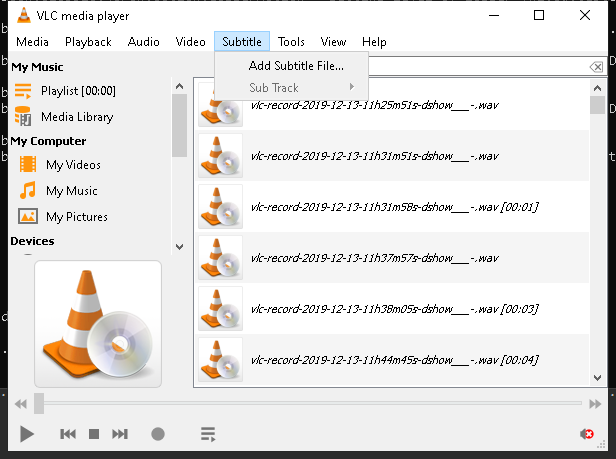 VLC media player
Media Playback Audio Video Subtitle Tools View Help
Add Subtitle File...
Sub Track
My Music
Playlist [00:00]
Media Library
My Computer
My Videos
My Music
My Pictures
Devices
vlc-record-2019-12-13-11h25m51s-dshow___-.wav
vlc-record-2019-12-13-11h31m51s-dshow___-.wav
vlc-record-2019-12-13-11h31m58s-dshow___-.wav [00:01]
vlc-record-2019-12-13-11h37m57s-dshow___-.wav
vlc-record-2019-12-13-11h38m05s-dshow___-.wav [00:03]
vlc-record-2019-12-13-11h44m45s-dshow___-.wav [00:04]